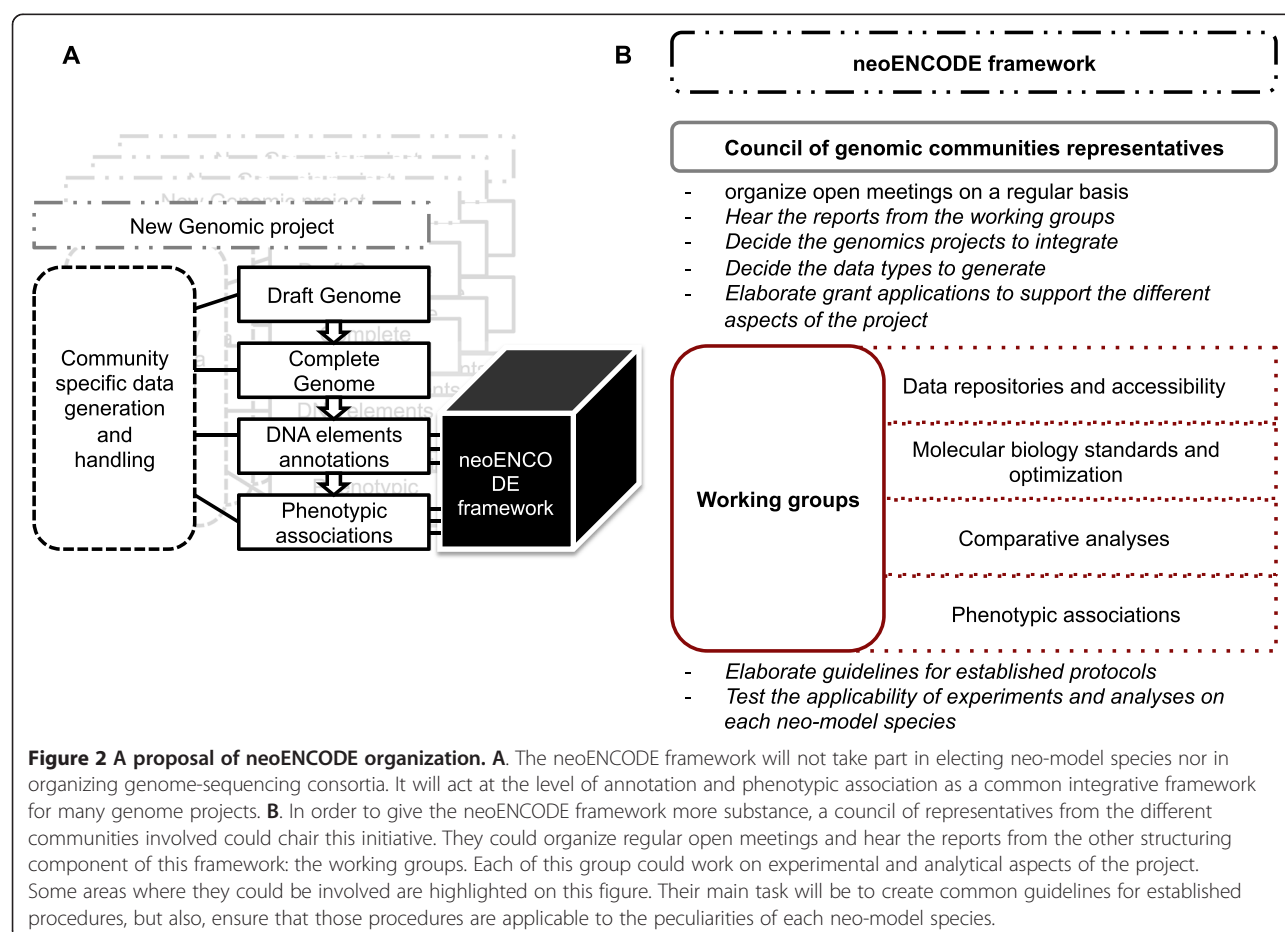 A
New Genomic project
New Genomic project
Community
specific data
generation
and
handling
Draft Genome
Complete
Genome
DNA elements
annotations
Phenotypic
associations
neoENCO
DE
framework
B
neoENCODE framework
Council of genomic communities representatives
- organize open meetings on a regular basis
- Hear the reports from the working groups
- Decide the genomics projects to integrate
- Decide the data types to generate
- Elaborate grant applications to support the different
aspects of the project
Working groups
Data repositories and accessibility
Molecular biology standards and
optimization
Comparative analyses
Phenotypic associations
- Elaborate guidelines for established protocols
- Test the applicability of experiments and analyses on
each neo-model species
Figure 2 A proposal of neoENCODE organization. A. The neoENCODE framework will not take part in electing neo-model species nor in
organizing genome-sequencing consortia. It will act at the level of annotation and phenotypic association as a common integrative framework
for many genome projects. B. In order to give the neoENCODE framework more substance, a council of representatives from the different
communities involved could chair this initiative. They could organize regular open meetings and hear the reports from the other structuring
component of this framework: the working groups. Each of this group could work on experimental and analytical aspects of the project.
Some areas where they could be involved are highlighted on this figure. Their main task will be to create common guidelines for established
procedures, but also, ensure that those procedures are applicable to the peculiarities of each neo-model species.